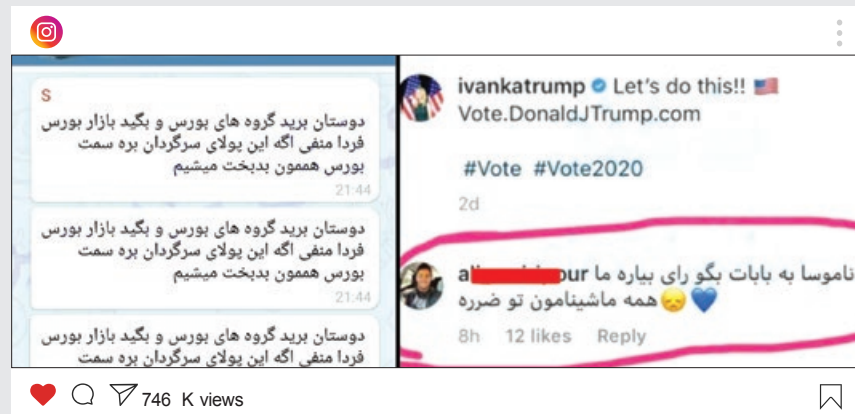 S
دوستان برید گروه های بورس و بگید بازار بورس
فردا منفی اگه این پولای سرگردان بره سمت
بورس هممون بدبخت میشیم
21:44
دوستان برید گروه های بورس و بگید بازار بورس
فردا منفی اگه این پولای سرگردان بره سمت
بورس هممون بدبخت میشیم
21:44
دوستان برید گروه های بورس و بگید بازار بورس
فردا منفی اگه این پولای سرگردان بره سمت
ivankatrump Let's do this!! 🇺🇸
Vote.DonaldJTrump.com
#Vote #Vote2020
2d
ناموسا به بابات بگو رای بیاره ما
همه ماشینامون تو ضرره 😞💙
8h 12 likes Reply
746 K views